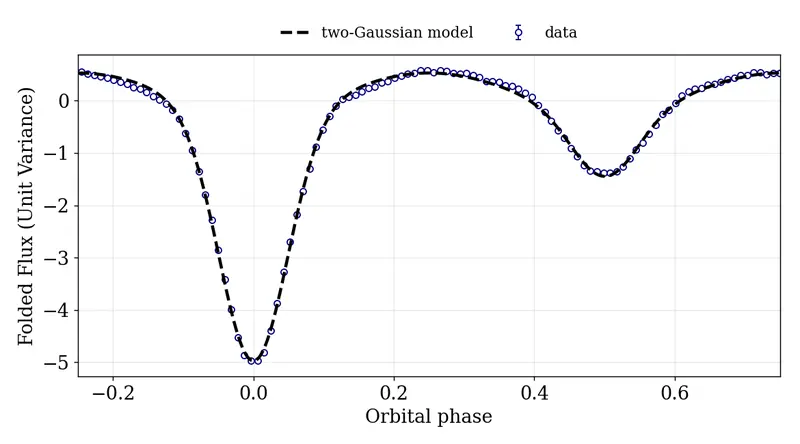 two-Gaussian model
data
Folded Flux (Unit Variance)
0
−1
−2
−3
−4
−5
−0.2
0.0
0.2
0.4
0.6
Orbital phase